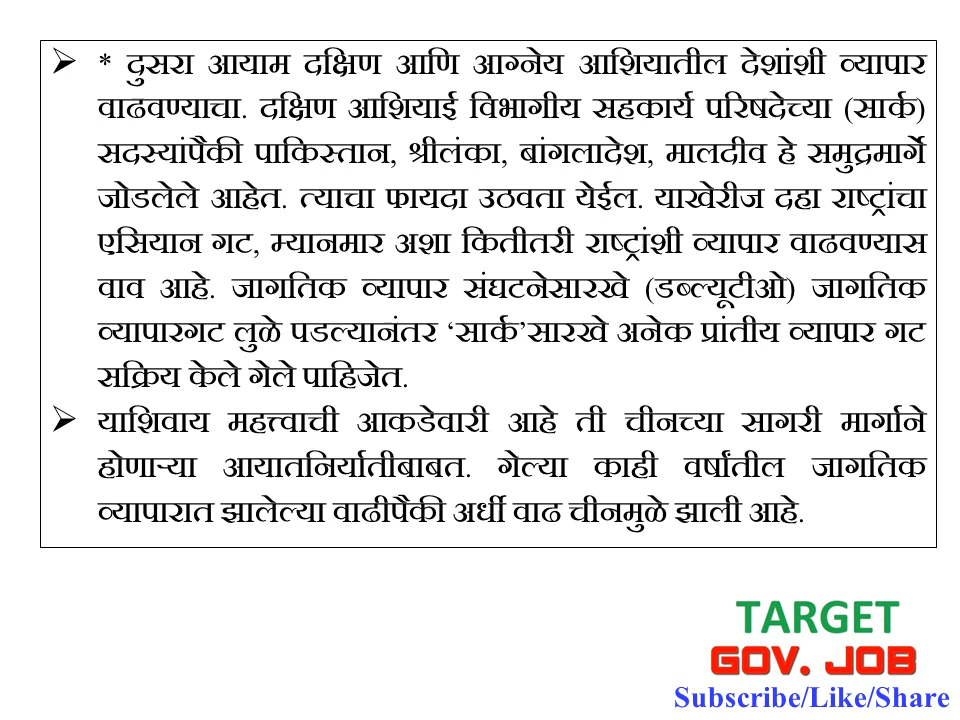 ➢ * दुसरा आयाम दक्षिण आणि आग्नेय आशियातील देशांशी व्यापार
वाढवण्याचा. दक्षिण आशियाई विभागीय सहकार्य परिषदेच्या (सार्क)
सदस्यांपैकी पाकिस्तान, श्रीलंका, बांगलादेश, मालदीव हे समुद्रमार्गे
जोडलेले आहेत. त्याचा फायदा उठवता येईल. याखेरीज दहा राष्ट्रांचा
एसियान गट, म्यानमार अशा कितीतरी राष्ट्रांशी व्यापार वाढवण्यास
वाव आहे. जागतिक व्यापार संघटनेसारखे (डब्ल्यूटीओ) जागतिक
व्यापारगट लुळे पडल्यानंतर ‘सार्क’सारखे अनेक प्रांतीय व्यापार गट
सक्रिय केले गेले पाहिजेत.
➢ याशिवाय महत्त्वाची आकडेवारी आहे ती चीनच्या सागरी मार्गाने
होणाऱ्या आयातनिर्यातीबाबत. गेल्या काही वर्षांतील जागतिक
व्यापारात झालेल्या वाढीपैकी अर्धी वाढ चीनमुळे झाली आहे.
TARGET
GOV. JOB
Subscribe/Like/Share